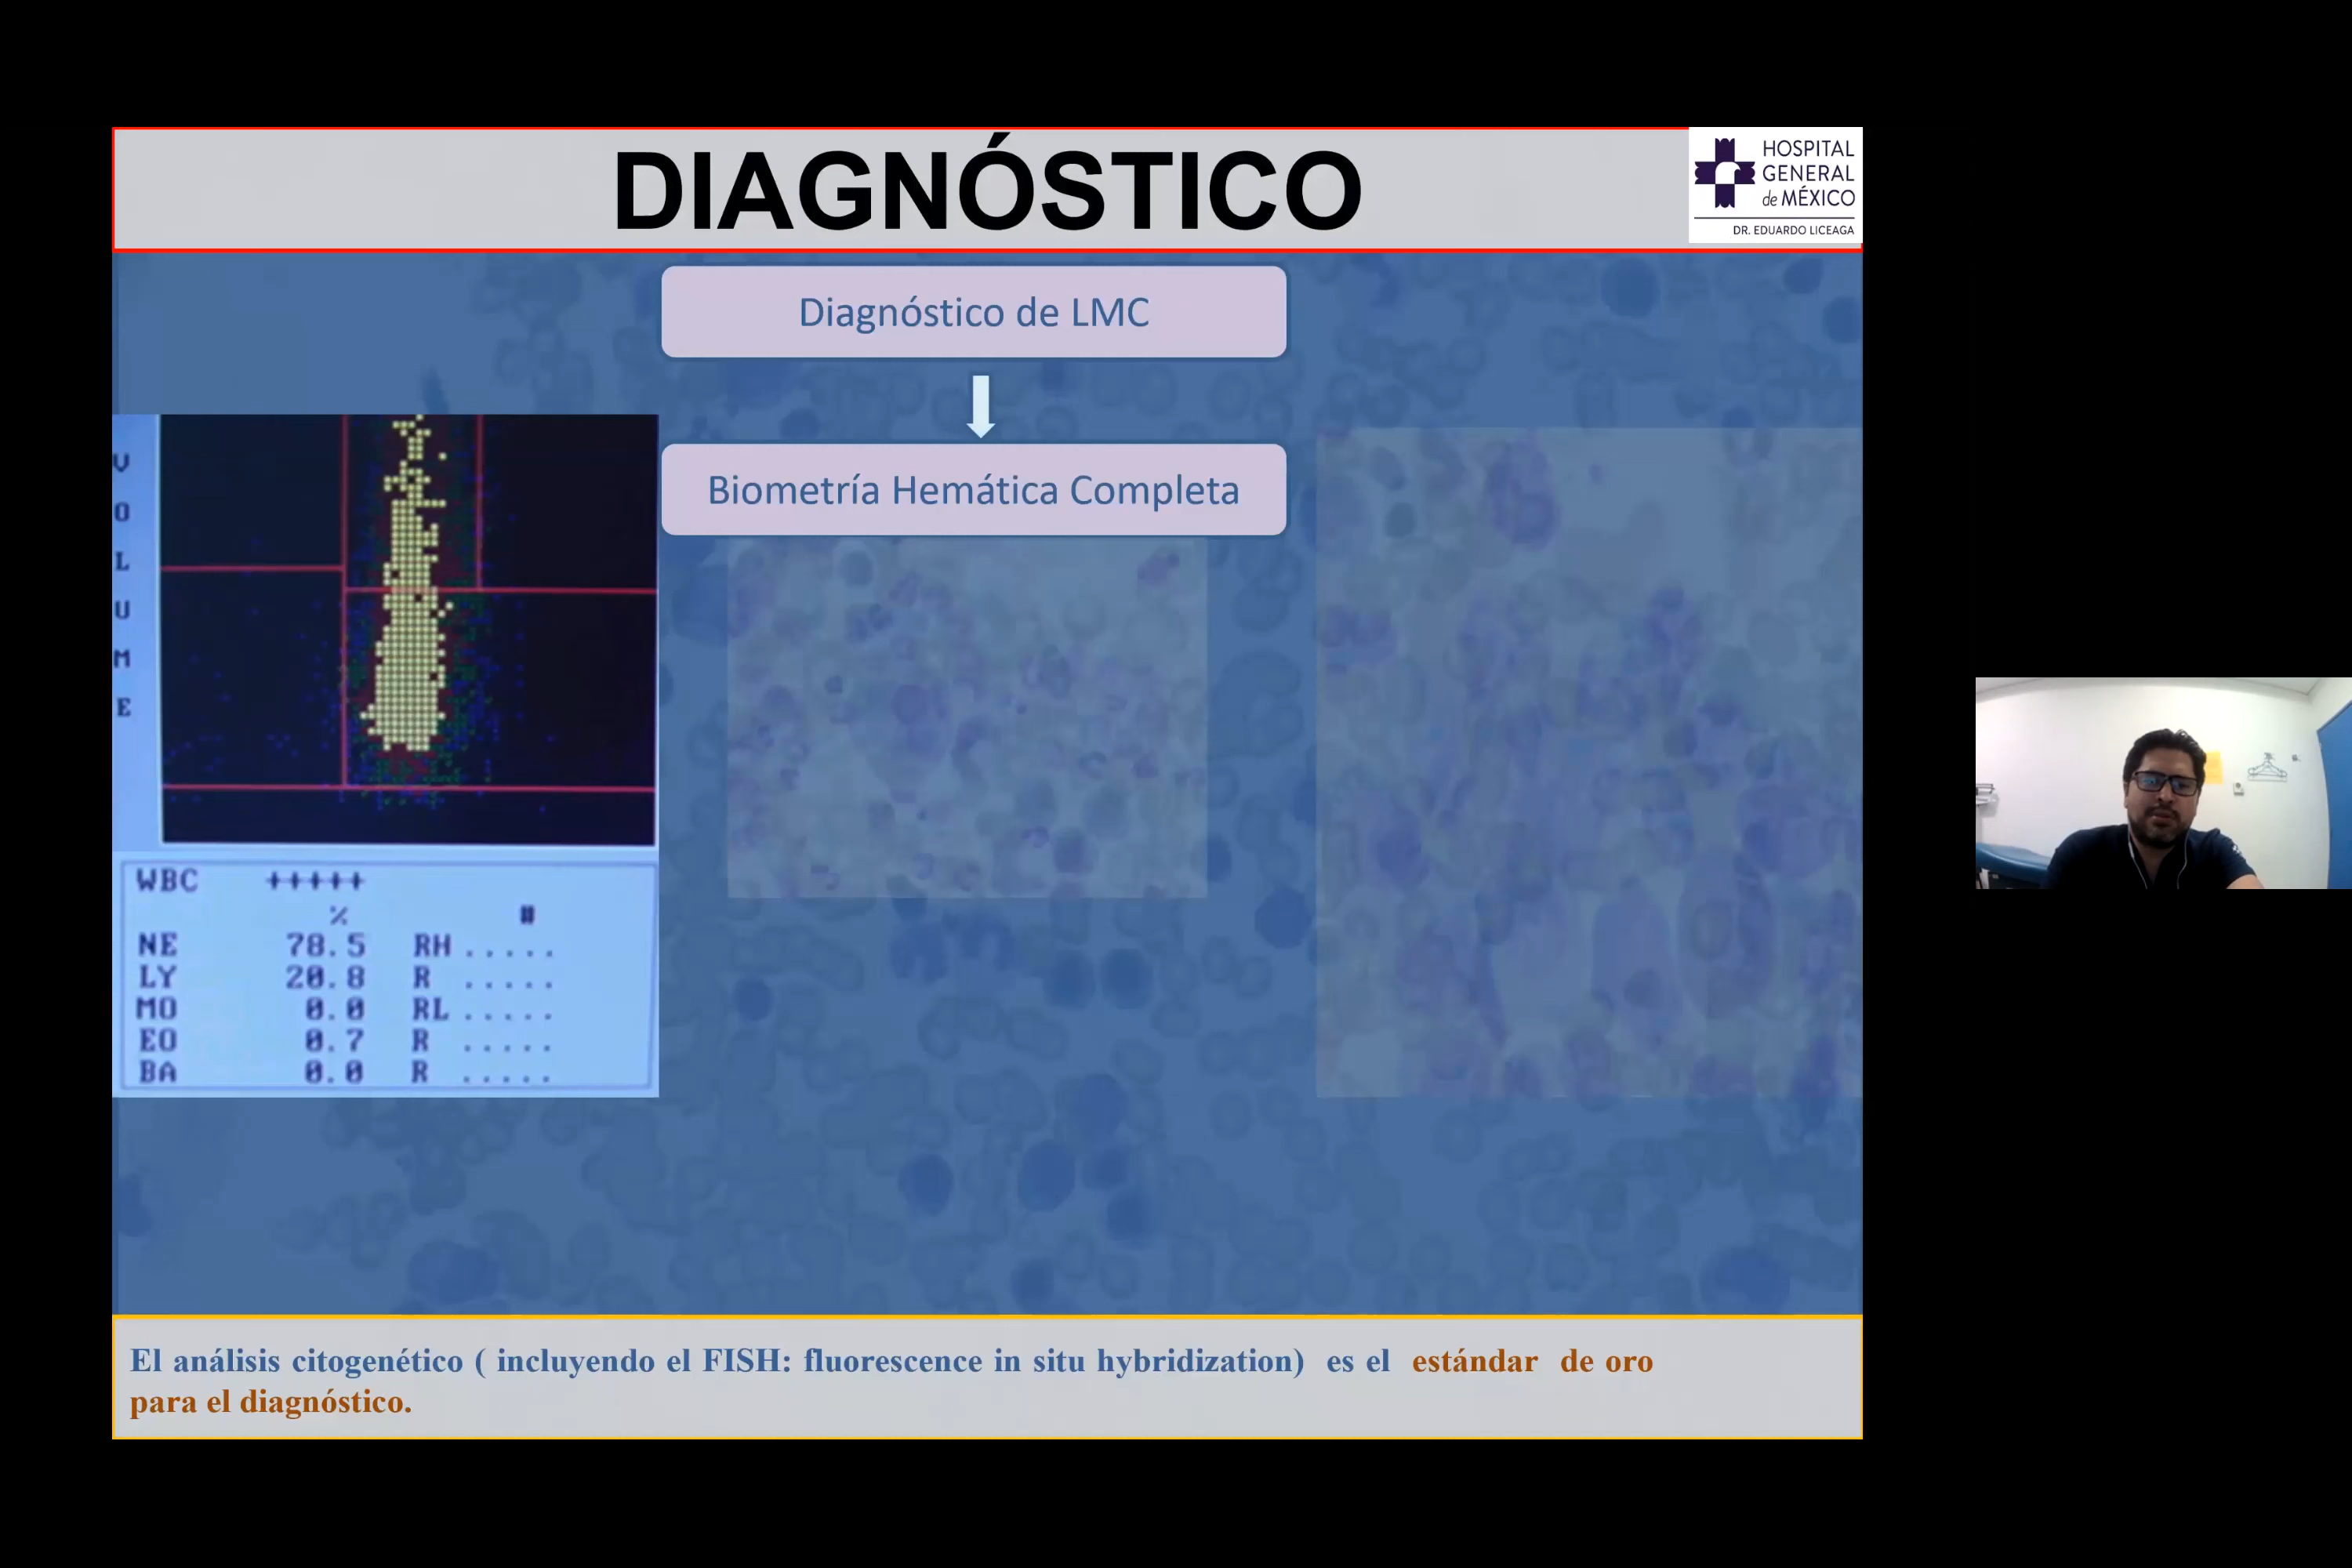 DIAGNÓSTICO
HOSPITAL
GENERAL
de MÉXICO
DR. EDUARDO LICEAGA
Diagnóstico de LMC
Biometría Hemática Completa
V
O
L
U
M
E
WBC +++++
% #
NE 78.5 RH .....
LY 20.8 R .....
MO 0.0 RL .....
EO 0.7 R .....
BA 0.0 R .....
El análisis citogenético ( incluyendo el FISH: fluorescence in situ hybridization) es el estándar de oro
para el diagnóstico.